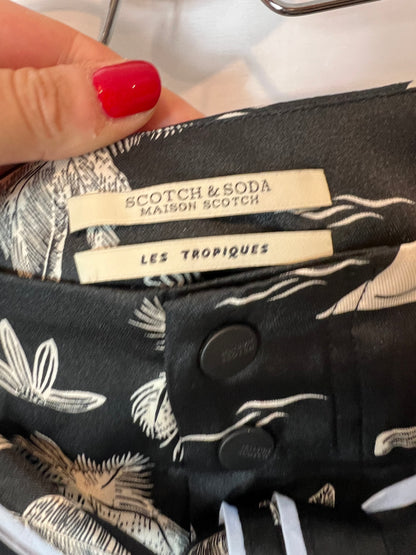 SCOTCH & SODA
MAISON SCOTCH
LES TROPIQUES